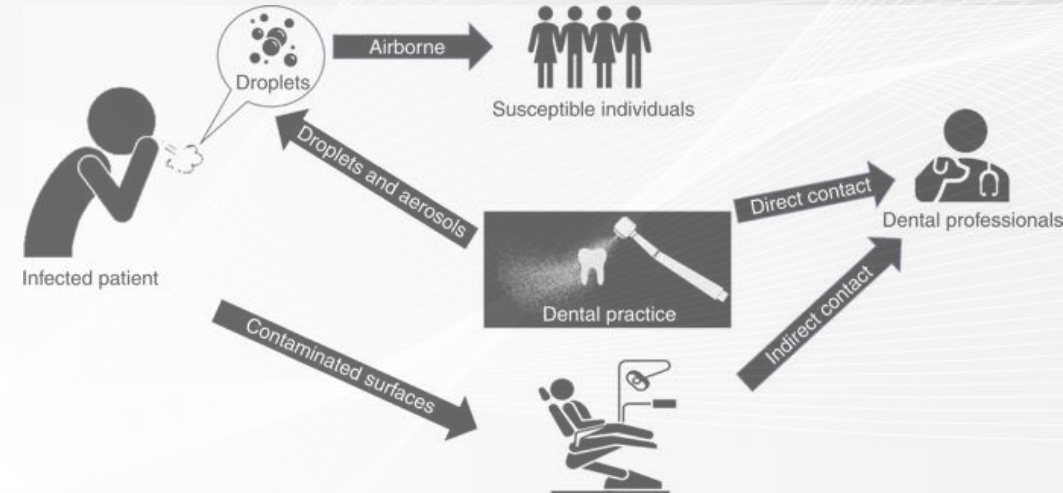 Droplets
Airborne
Susceptible individuals
Droplets and aerosols
Direct contact
Dental professionals
Infected patient
Dental practice
Contaminated surfaces
Indirect contact